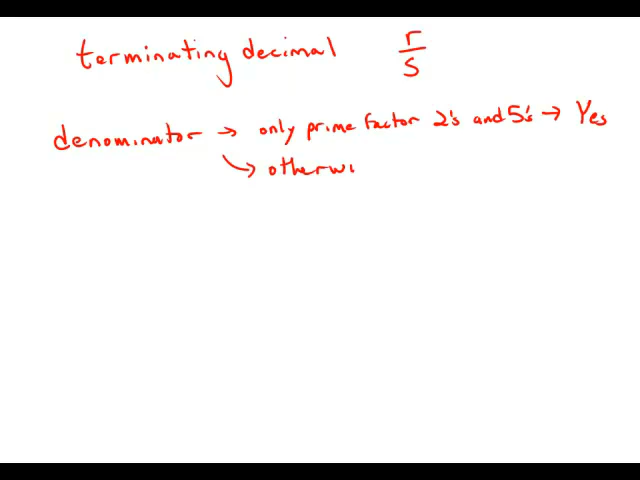 terminating decimal r/s
denominator → only prime factor 2's and 5's → Yes
↘ otherwi